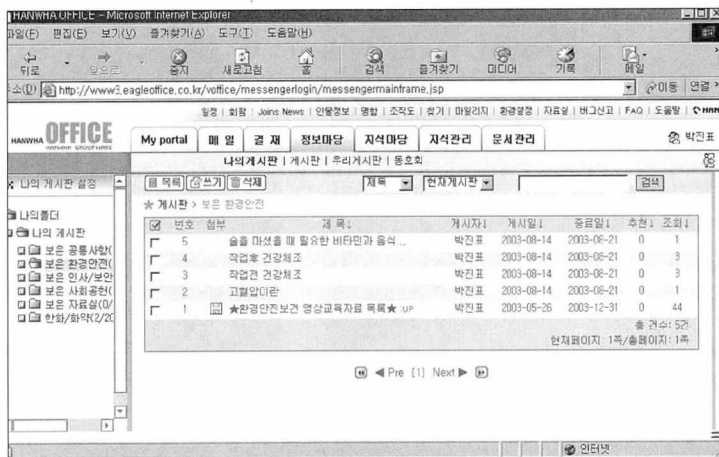 HANWHA OFFICE - Microsoft Internet Explorer
파일(F) 편집(E) 보기(V) 즐겨찾기(A) 도구(T) 도움말(H)
뒤로 앞으로 중지 새로고침 홈 검색 즐겨찾기 미디어 기록 메일
주소(D) http://www3.eagleoffice.co.kr/voffice/messengerlogin/messengermainframe.jsp 이동 연결
일정 | 회람 | Joins News | 인물정보 | 명함 | 조직도 | 찾기 | 마일리지 | 환경설정 | 자료실 | 버그신고 | FAQ | 도움말 |
HANWHA OFFICE
HANWHA GROUPWARE
My portal 메 일 결 재 정보마당 지식마당 지식관리 문서관리 박진표
나의게시판 | 게시판 | 우리게시판 | 동호회
나의 게시판 설정
목록 쓰기 삭제 제목 현재게시판 검색
★ 게시판 > 보은 환경안전
나의폴더
나의 게시판
보은 공통사항(
보은 환경안전(
보은 인사/보안
보은 사회공헌(
보은 자료실(0/
한화/화약(2/20
번호 첨부 제 목↓ 게시자↓ 게시일↓ 종료일↓ 추천↓ 조회↓
5 술을 마셨을 때 필요한 비타민과 음식 .. 박진표 2003-08-14 2003-08-21 0 1
4 작업후 건강체조 박진표 2003-08-14 2003-08-21 0 3
3 작업전 건강체조 박진표 2003-08-14 2003-08-21 0 3
2 고혈압이란 박진표 2003-08-14 2003-08-21 0 1
1 ★환경안전보건 영상교육자료 목록★ UP 박진표 2003-05-26 2003-12-31 0 44
총 건수: 5건
현재페이지: 1쪽/총페이지: 1쪽
◀ Pre [1] Next ▶
인터넷